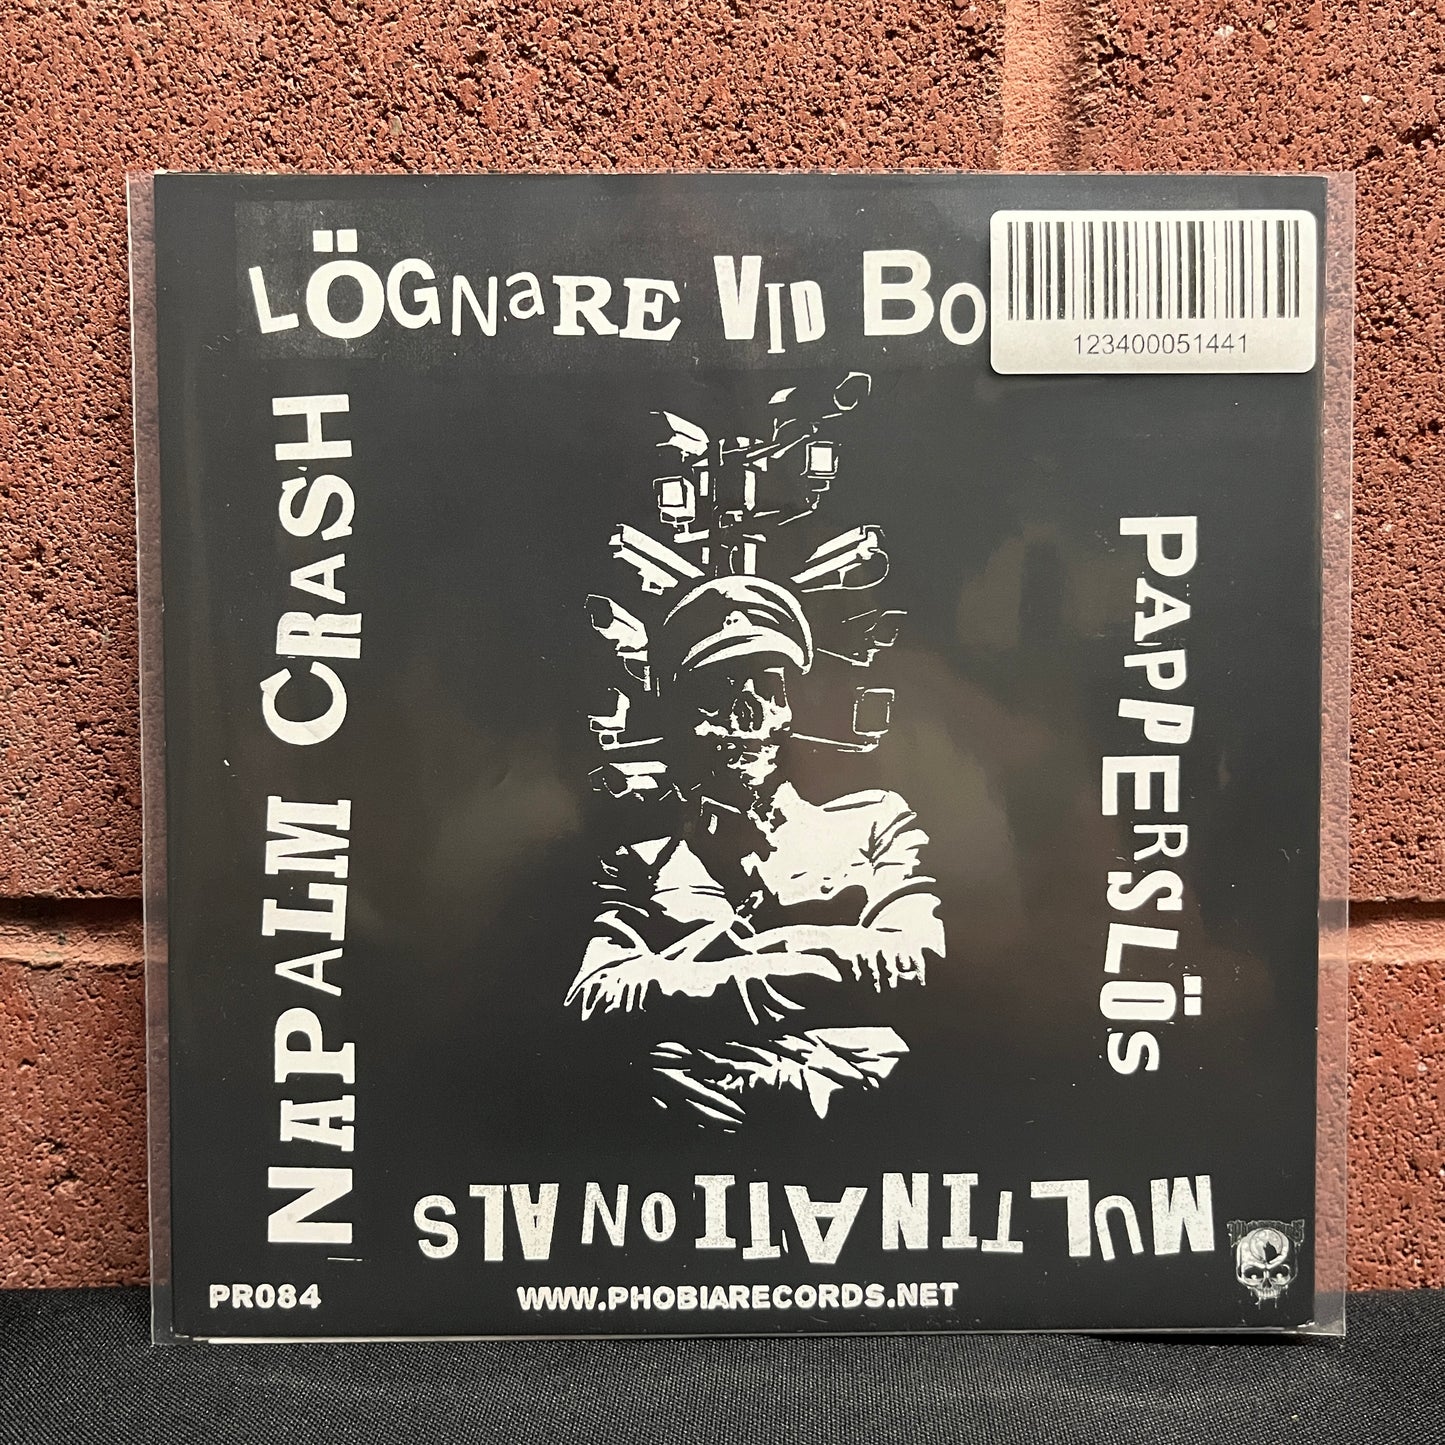 LÖGNARE VID BO
123400051441
NAPALM CRASH
PAPPERSLÖS
MULTINATIONALS
PR084
WWW.PHOBIARECORDS.NET